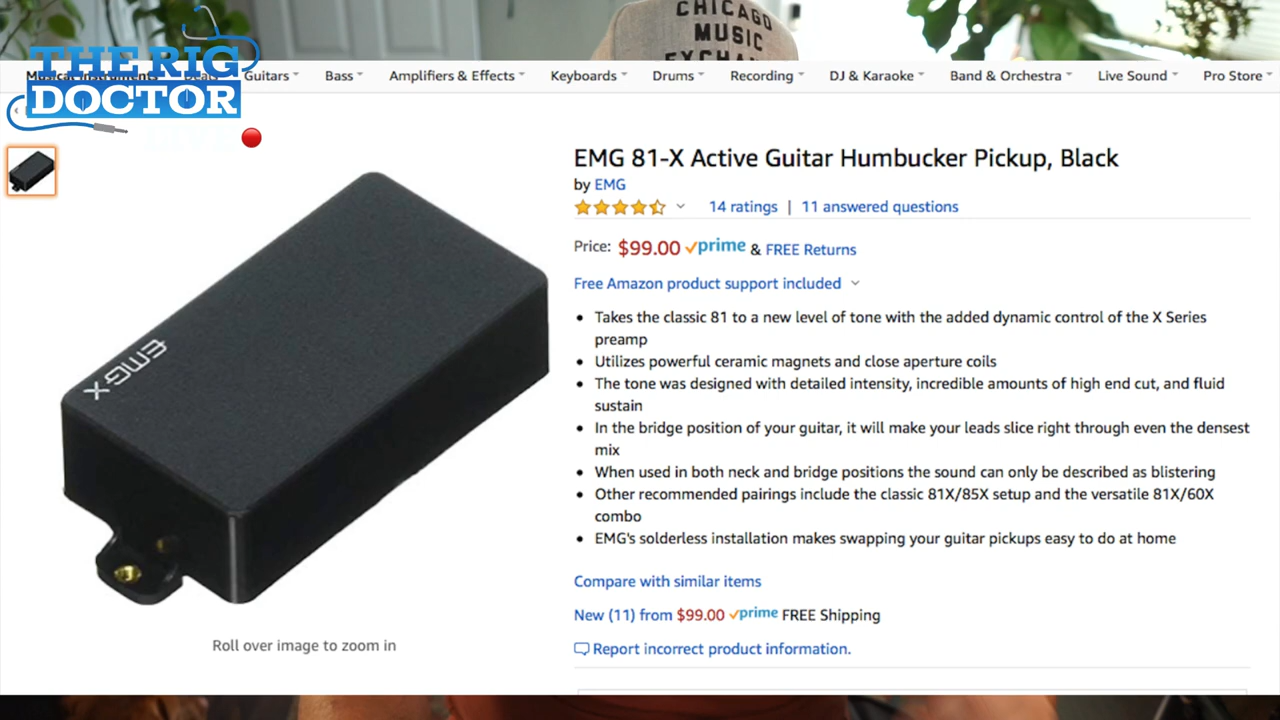 CHICAGO
MUSIC
THE RIG
DOCTOR
Musical Instruments Deals Guitars Bass Amplifiers & Effects Keyboards Drums Recording DJ & Karaoke Band & Orchestra Live Sound Pro Store
EMG 81-X Active Guitar Humbucker Pickup, Black
by EMG
14 ratings | 11 answered questions
Price: $99.00 prime & FREE Returns
Free Amazon product support included
• Takes the classic 81 to a new level of tone with the added dynamic control of the X Series
preamp
• Utilizes powerful ceramic magnets and close aperture coils
• The tone was designed with detailed intensity, incredible amounts of high end cut, and fluid
sustain
• In the bridge position of your guitar, it will make your leads slice right through even the densest
mix
• When used in both neck and bridge positions the sound can only be described as blistering
• Other recommended pairings include the classic 81X/85X setup and the versatile 81X/60X
combo
• EMG's solderless installation makes swapping your guitar pickups easy to do at home
Compare with similar items
New (11) from $99.00 prime FREE Shipping
Report incorrect product information.
EMG-X
Roll over image to zoom in